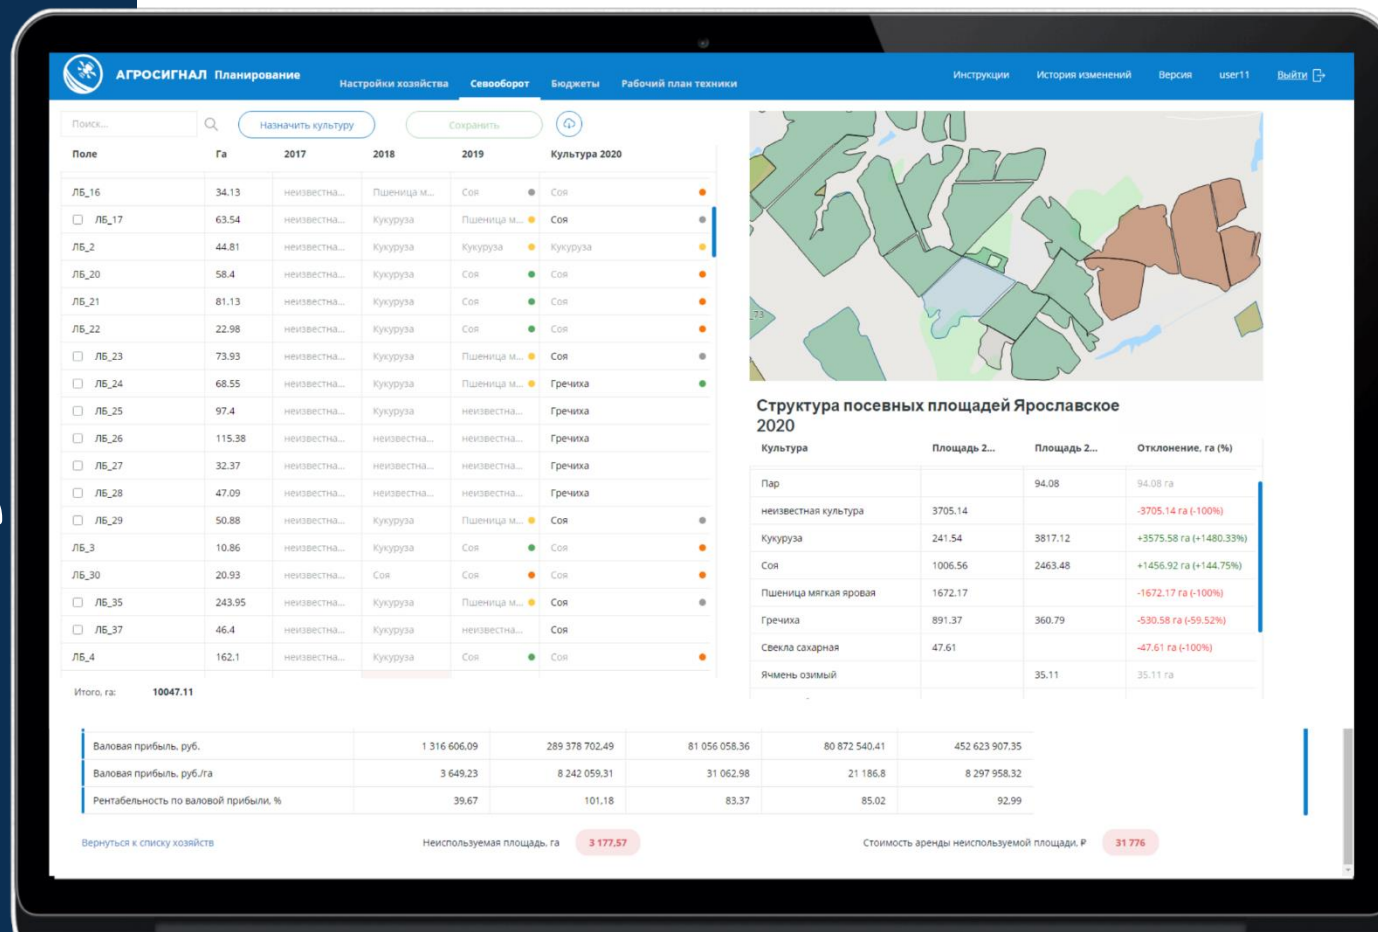 АГРОСИГНАЛ Планирование
Настройки хозяйства Севооборот Бюджеты Рабочий план техники Инструкции История изменений Версия user11 Выйти
Поиск... Назначить культуру Сохранить
Поле Га 2017 2018 2019 Культура 2020
ЛБ_16 34.13 неизвестна... Пшеница м... Соя Соя
ЛБ_17 63.54 неизвестна... Кукуруза Пшеница м... Соя
ЛБ_2 44.81 неизвестна... Кукуруза Кукуруза Кукуруза
ЛБ_20 58.4 неизвестна... Кукуруза Соя Соя
ЛБ_21 81.13 неизвестна... Кукуруза Соя Соя
ЛБ_22 22.98 неизвестна... Кукуруза Соя Соя
ЛБ_23 73.93 неизвестна... Кукуруза Пшеница м... Соя
ЛБ_24 68.55 неизвестна... Кукуруза Пшеница м... Гречиха
ЛБ_25 97.4 неизвестна... Кукуруза неизвестна... Гречиха
ЛБ_26 115.38 неизвестна... неизвестна... неизвестна... Гречиха
ЛБ_27 32.37 неизвестна... неизвестна... неизвестна... Гречиха
ЛБ_28 47.09 неизвестна... неизвестна... неизвестна... Гречиха
ЛБ_29 50.88 неизвестна... Кукуруза Пшеница м... Соя
ЛБ_3 10.86 неизвестна... Кукуруза Соя Соя
ЛБ_30 20.93 неизвестна... Соя Соя Соя
ЛБ_35 243.95 неизвестна... Кукуруза Пшеница м... Соя
ЛБ_37 46.4 неизвестна... Кукуруза неизвестна... Соя
ЛБ_4 162.1 неизвестна... Кукуруза Соя Соя
Итого, га: 10047.11
73
Структура посевных площадей Ярославское
2020
Культура Площадь 2... Площадь 2... Отклонение, га (%)
Пар 94.08 94.08 га
неизвестная культура 3705.14 -3705.14 га (-100%)
Кукуруза 241.54 3817.12 +3575.58 га (+1480.33%)
Соя 1006.56 2463.48 +1456.92 га (+144.75%)
Пшеница мягкая яровая 1672.17 -1672.17 га (-100%)
Гречиха 891.37 360.79 -530.58 га (-59.52%)
Свекла сахарная 47.61 -47.61 га (-100%)
Ячмень озимый 35.11 35.11 га
Валовая прибыль, руб. 1 316 606,09 289 378 702,49 81 056 058,36 80 872 540,41 452 623 907,35
Валовая прибыль, руб./га 3 649,23 8 242 059,31 31 062,98 21 186,8 8 297 958,32
Рентабельность по валовой прибыли, % 39,67 101,18 83,37 85,02 92,99
Вернуться к списку хозяйств Неиспользуемая площадь, га 3 177,57 Стоимость аренды неиспользуемой площади, ₽ 31 776